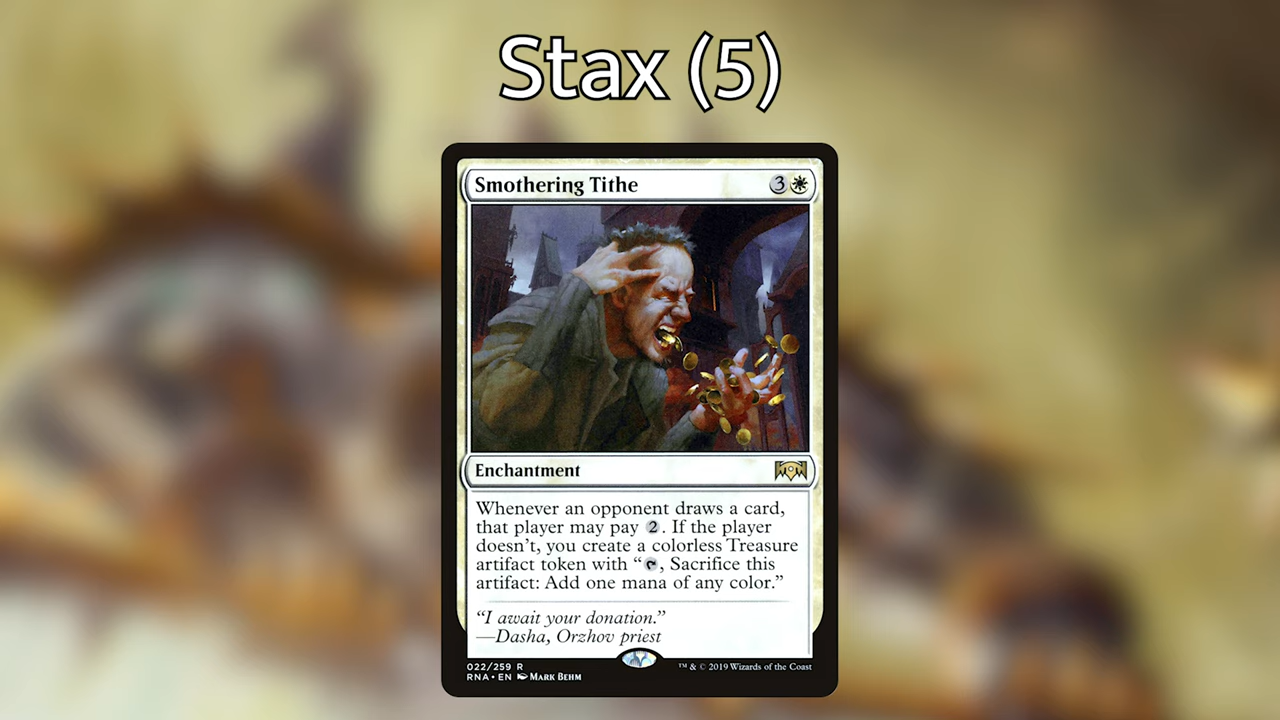 Stax (5)
Smothering Tithe 3
Enchantment
Whenever an opponent draws a card,
that player may pay 2. If the player
doesn't, you create a colorless Treasure
artifact token with “, Sacrifice this
artifact: Add one mana of any color.”
“I await your donation.”
—Dasha, Orzhov priest
022/259 R
RNA • EN Mark Behm
™ & © 2019 Wizards of the Coast